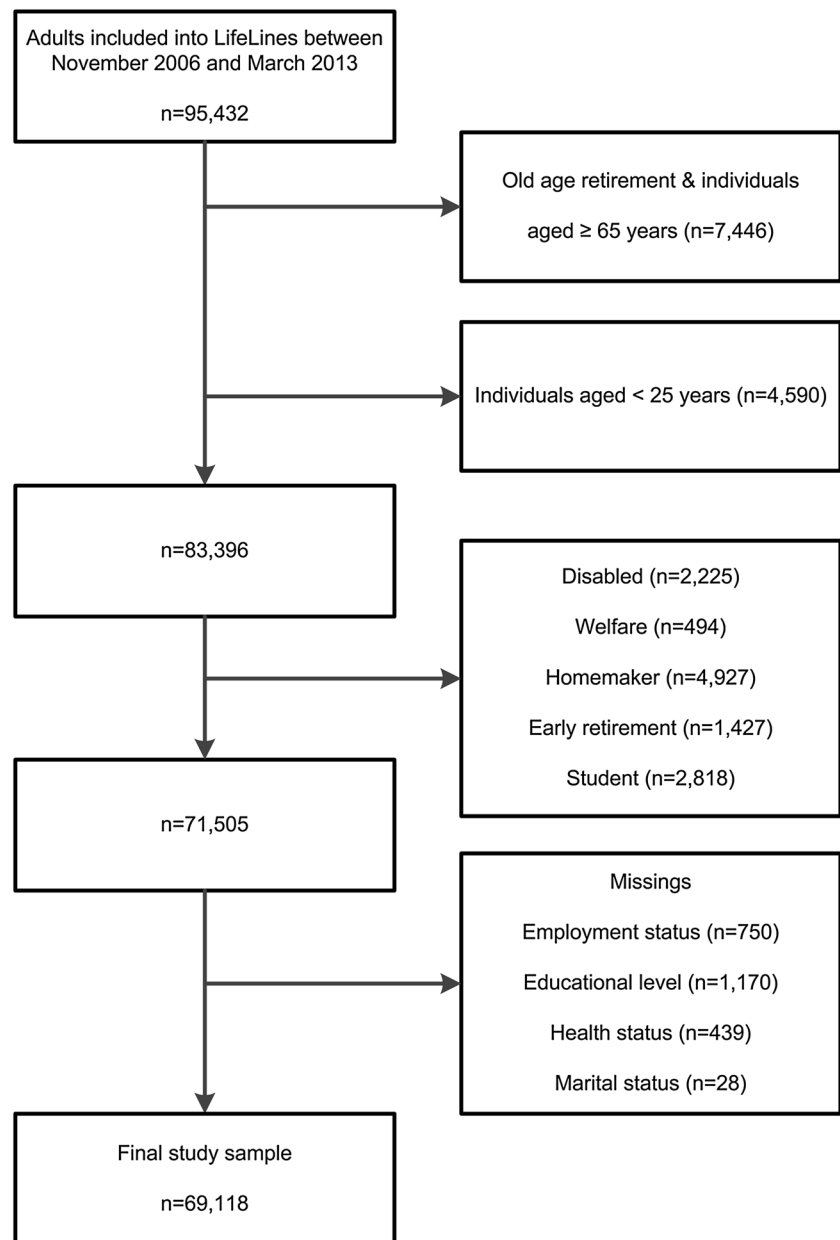 Adults included into LifeLines between
November 2006 and March 2013
n=95,432
Old age retirement & individuals
aged ≥ 65 years (n=7,446)
Individuals aged < 25 years (n=4,590)
n=83,396
Disabled (n=2,225)
Welfare (n=494)
Homemaker (n=4,927)
Early retirement (n=1,427)
Student (n=2,818)
n=71,505
Missings
Employment status (n=750)
Educational level (n=1,170)
Health status (n=439)
Marital status (n=28)
Final study sample
n=69,118